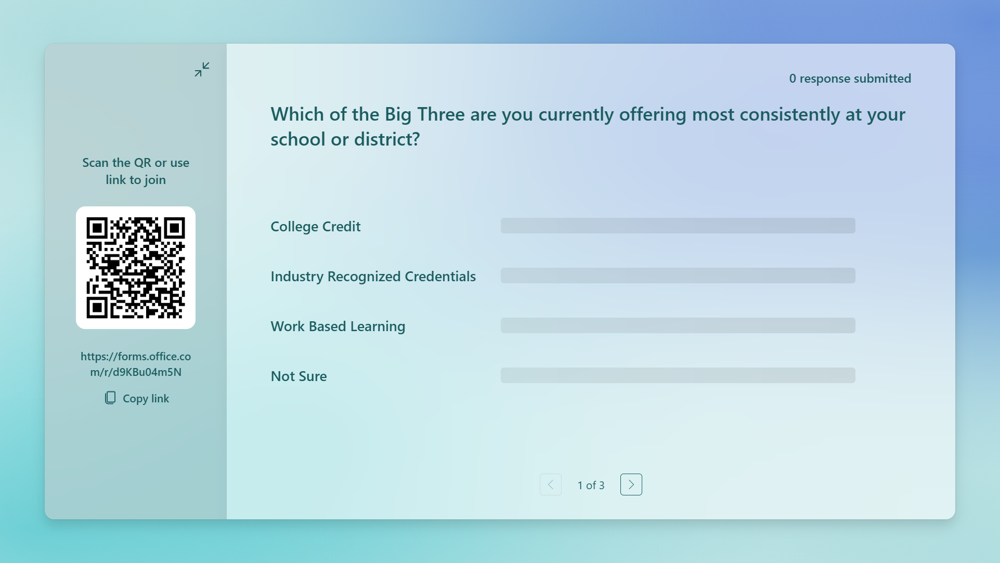 Scan the QR or use
link to join
https://forms.office.co
m/r/d9KBu04m5N
Copy link
0 response submitted
Which of the Big Three are you currently offering most consistently at your
school or district?
College Credit
Industry Recognized Credentials
Work Based Learning
Not Sure
1 of 3